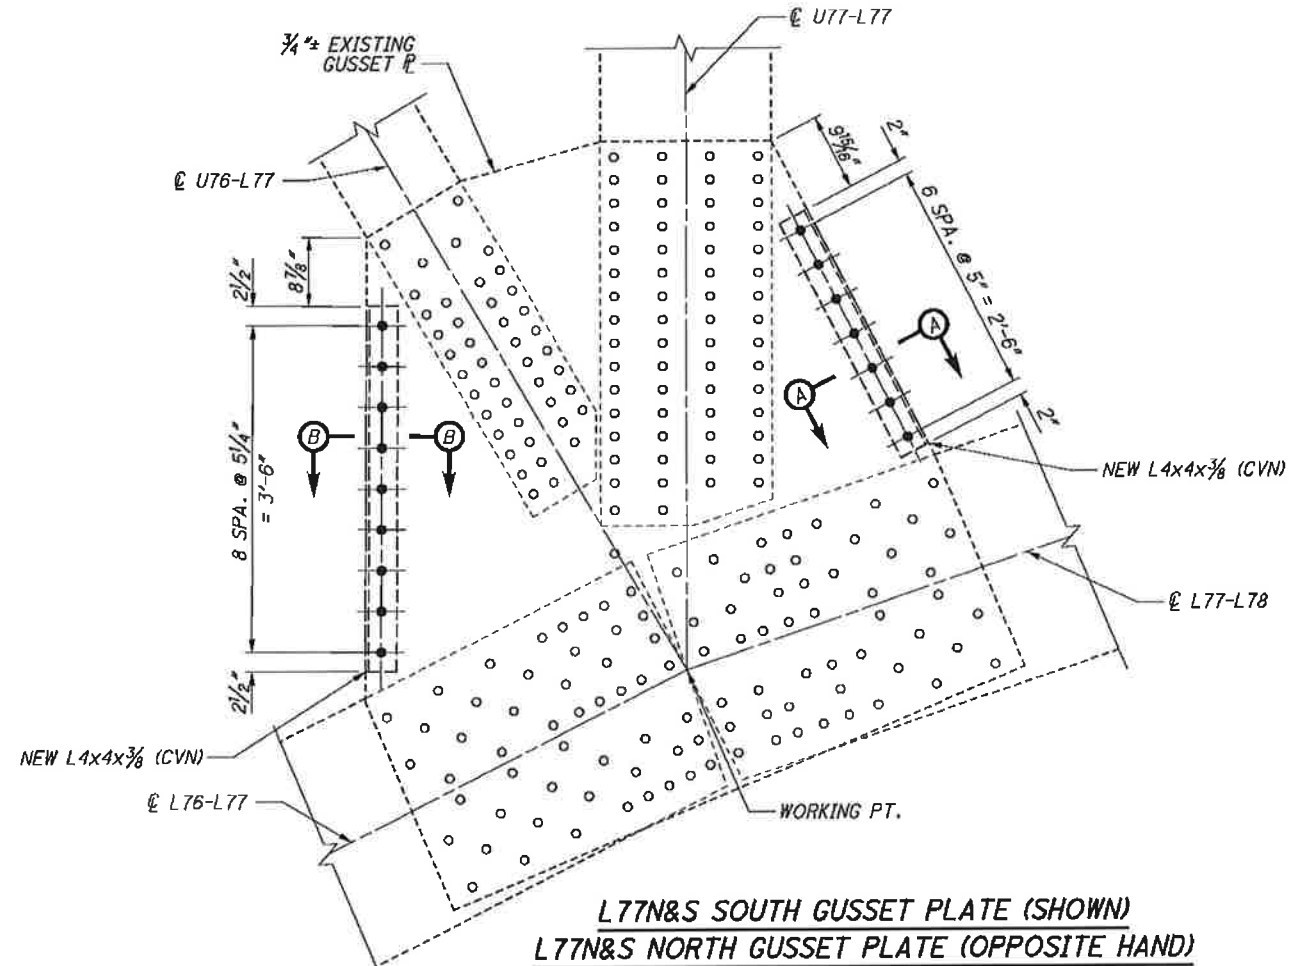 ℄ U77-L77
¾"± EXISTING
GUSSET ℙL
℄ U76-L77
2½"
8⅞"
8 SPA. @ 5¼"
= 3'-6"
2½"
B
B
9 15/16"
2"
6 SPA. @ 5" = 2'-6"
2"
A
A
NEW L4x4x⅜ (CVN)
℄ L77-L78
NEW L4x4x⅜ (CVN)
℄ L76-L77
WORKING PT.
L77N&S SOUTH GUSSET PLATE (SHOWN)
L77N&S NORTH GUSSET PLATE (OPPOSITE HAND)